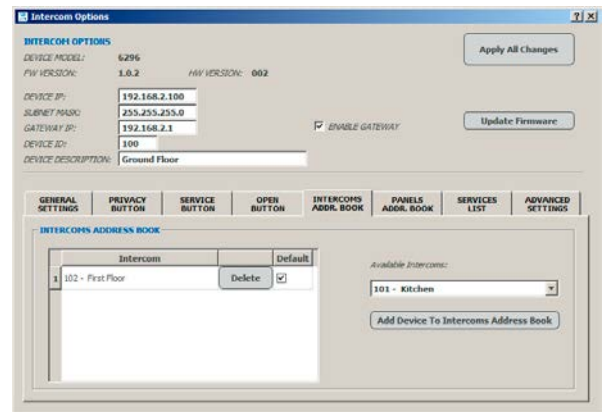 Intercom Options
INTERCOM OPTIONS
DEVICE MODEL: 6296
FW VERSION: 1.0.2 HW VERSION: 002
Apply All Changes
DEVICE IP: 192.168.2.100
SUBNET MASK: 255.255.255.0
GATEWAY IP: 192.168.2.1 ENABLE GATEWAY
Update Firmware
DEVICE ID: 100
DEVICE DESCRIPTION: Ground Floor
GENERAL SETTINGS
PRIVACY BUTTON
SERVICE BUTTON
OPEN BUTTON
INTERCOMS ADDR. BOOK
PANELS ADDR. BOOK
SERVICES LIST
ADVANCED SETTINGS
INTERCOMS ADDRESS BOOK
Intercom Default
1 102 - First Floor Delete
Available Intercoms:
101 - Kitchen
Add Device To Intercoms Address Book